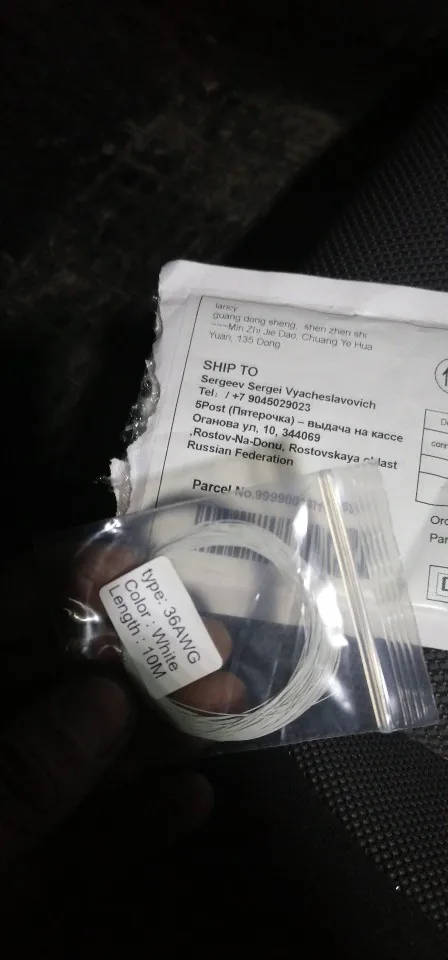 tancy
guang dong sheng, shen zhen shi
~~~Min Zhi Jie Dao, Chuang Ye Hua
Yuan, 135 Dong
SHIP TO
Sergeev Sergei Vyacheslavovich
Tel: / +7 9045029023
5Post (Пятерочка) – выдача на кассе
Оганова ул, 10, 344069
,Rostov-Na-Donu, Rostovskaya oblast
Russian Federation
Parcel No.
type: 36AWG
Color : White
Length : 10M